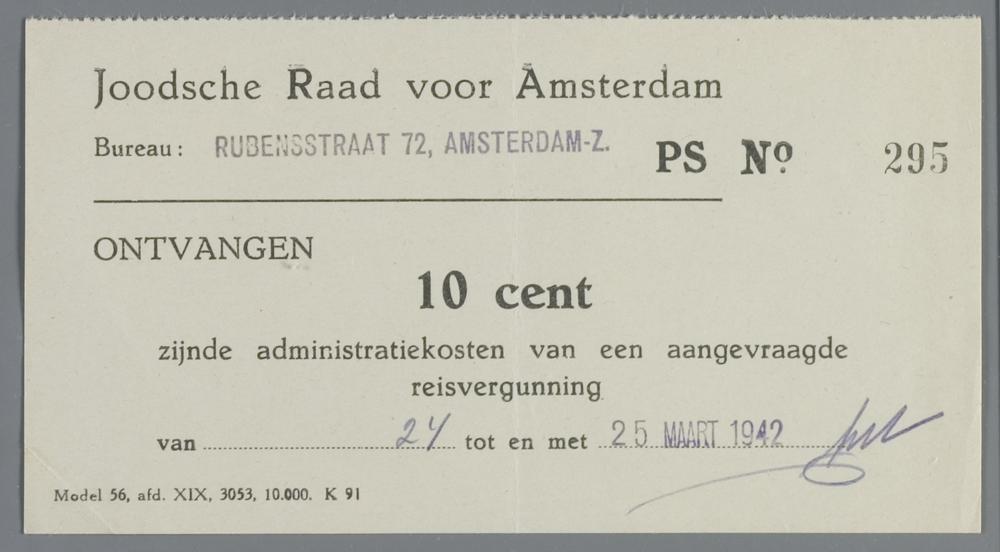 Joodsche Raad voor Amsterdam
Bureau: RUBENSSTRAAT 72, AMSTERDAM-Z.
PS Nº 295
ONTVANGEN
10 cent
zijnde administratiekosten van een aangevraagde
reisvergunning
van 24 tot en met 25 MAART 1942
Model 56, afd. XIX, 3053, 10.000. K 91